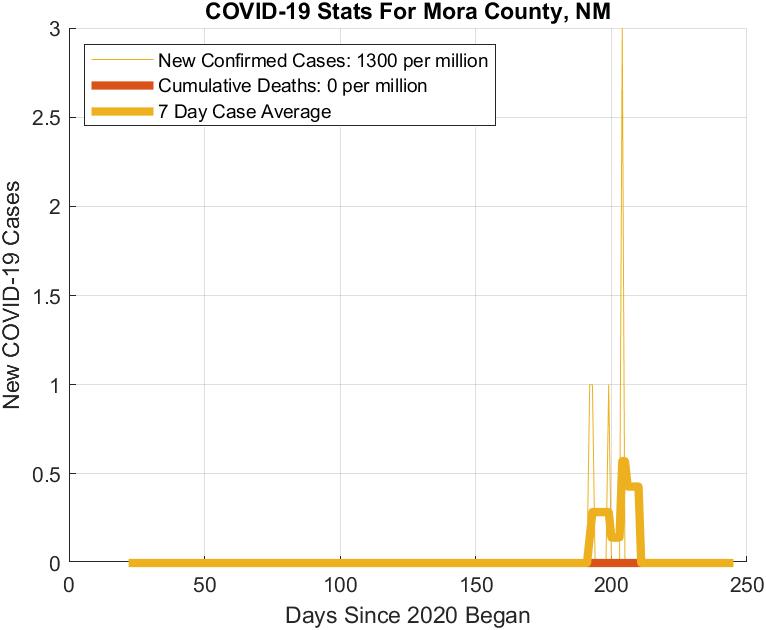 COVID-19 Stats For Mora County, NM
3
New Confirmed Cases: 1300 per million
Cumulative Deaths: 0 per million
7 Day Case Average
2.5
2
1.5
1
0.5
0
New COVID-19 Cases
0 50 100 150 200 250
Days Since 2020 Began